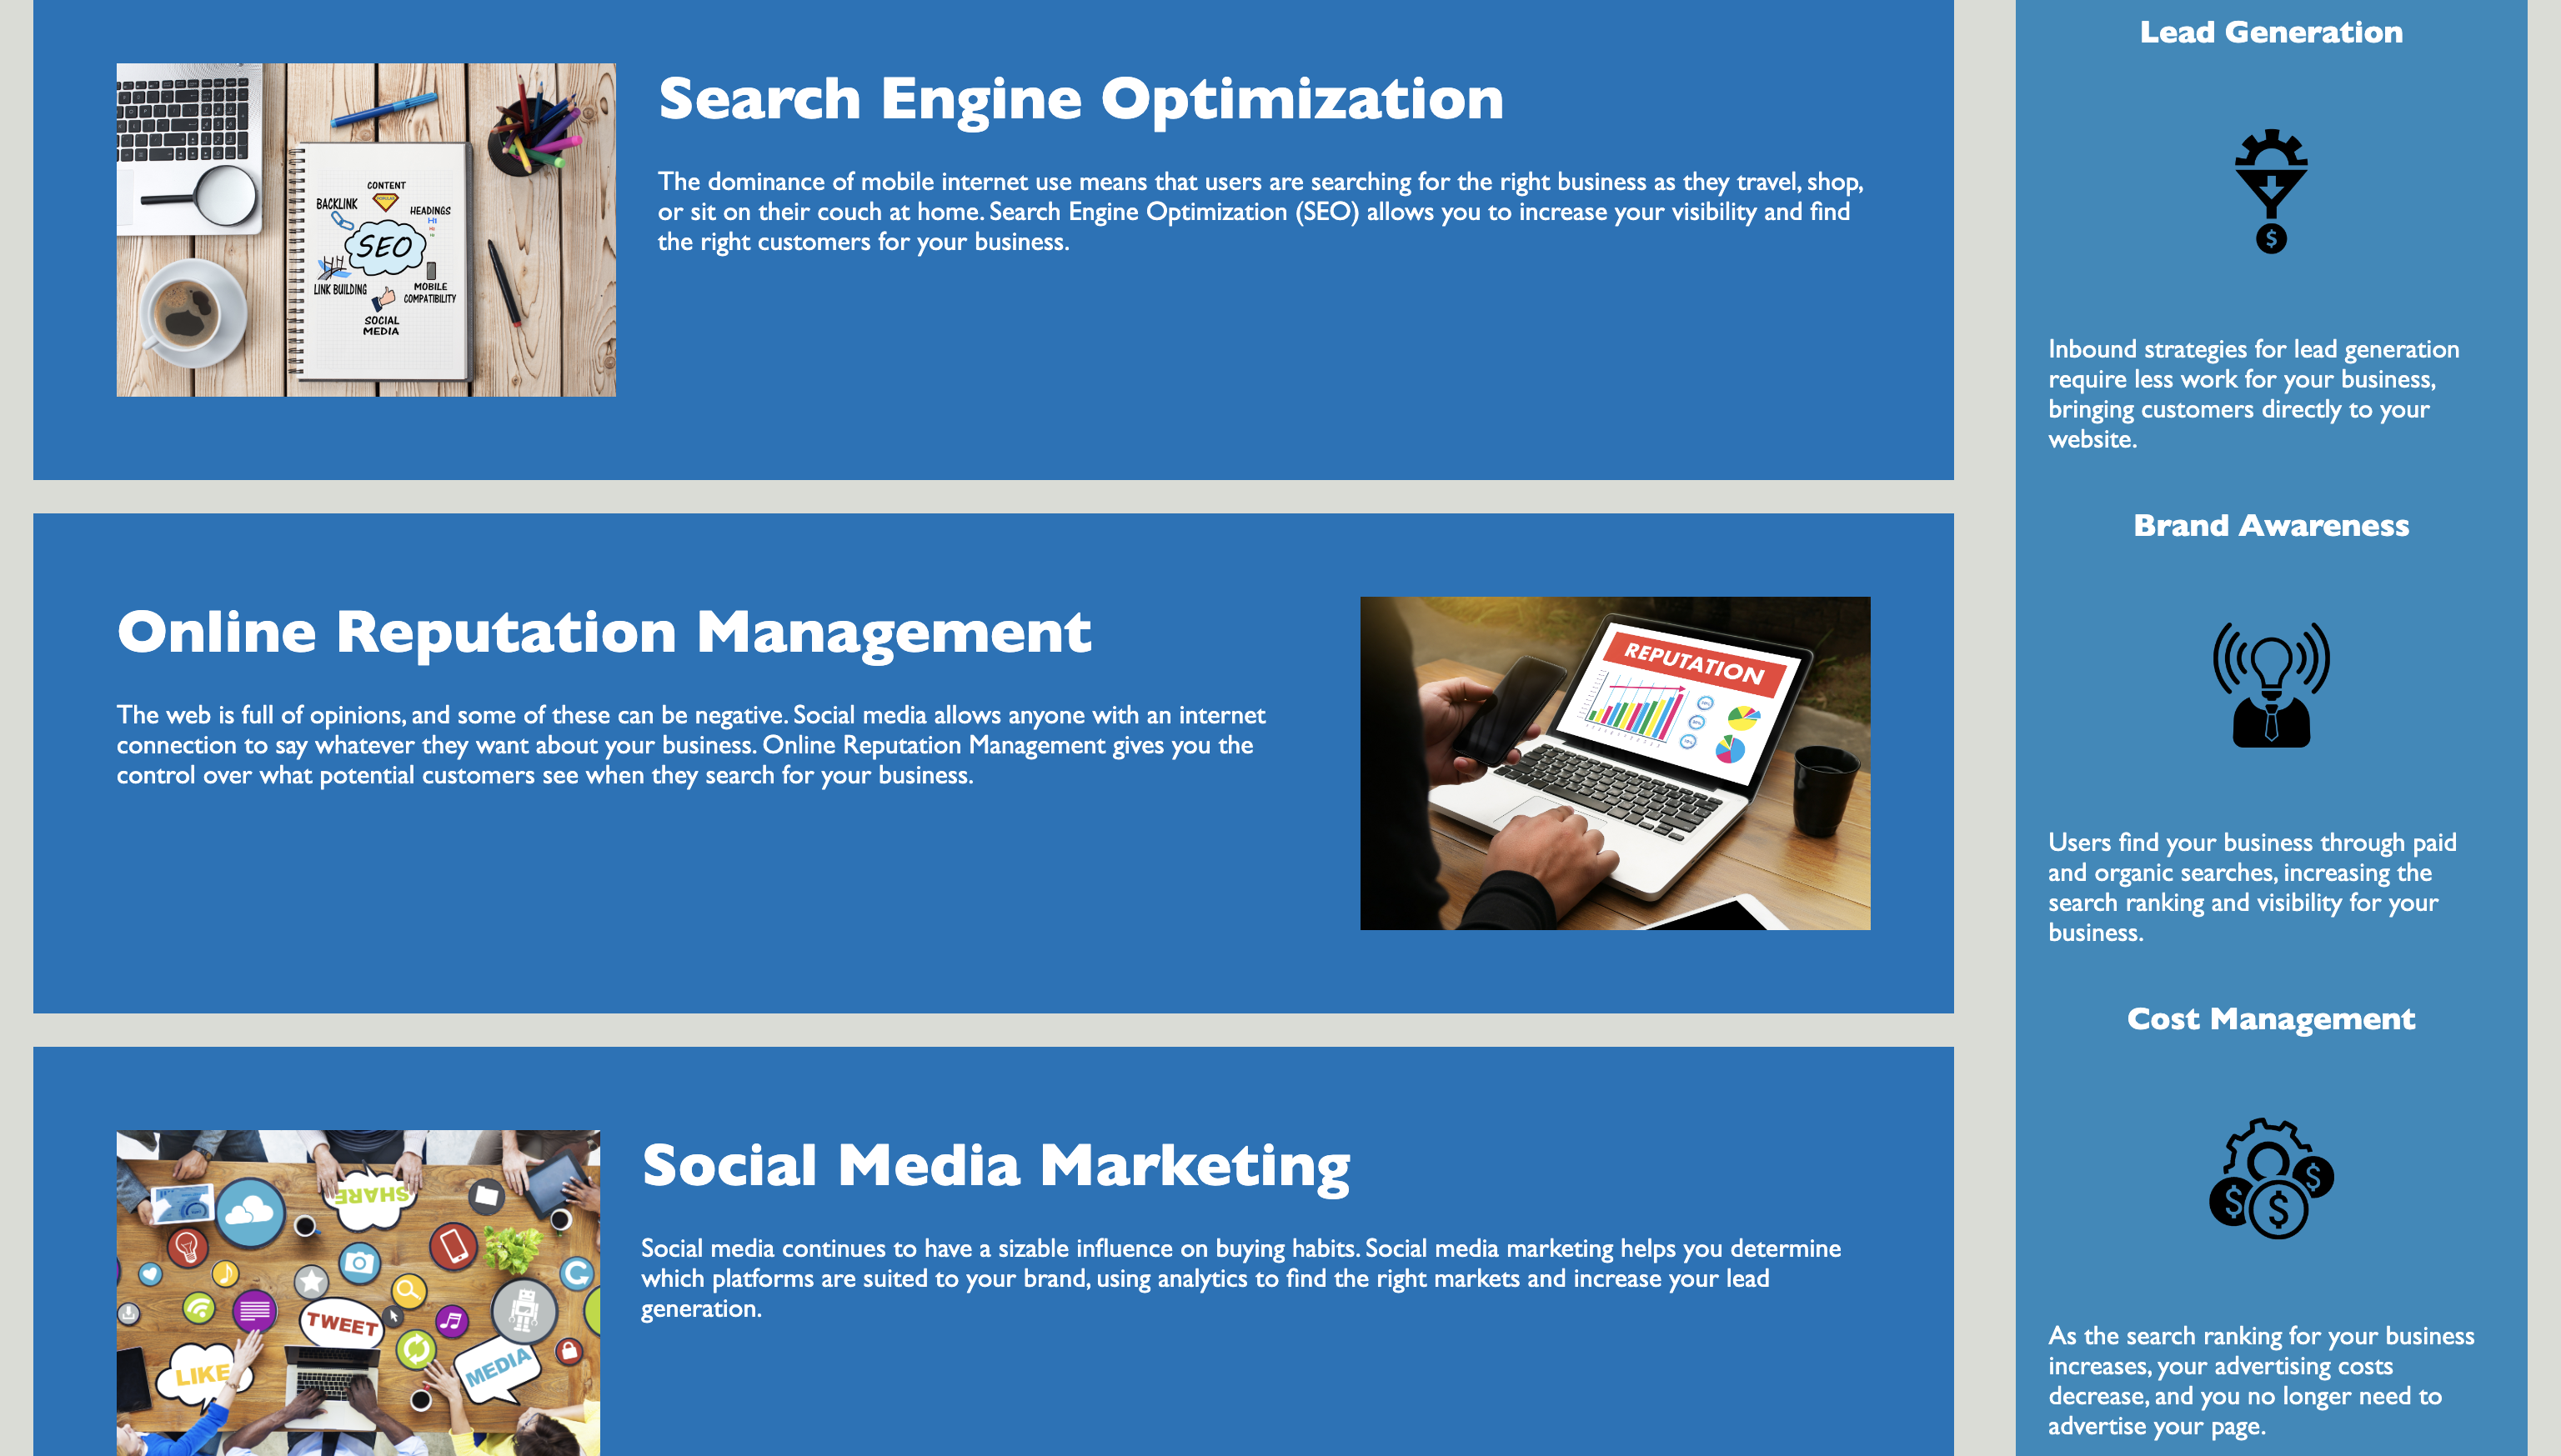 Search Engine Optimization
The dominance of mobile internet use means that users are searching for the right business as they travel, shop,
or sit on their couch at home. Search Engine Optimization (SEO) allows you to increase your visibility and find
the right customers for your business.
CONTENT
BACKLINK
HEADINGS
H1
SEO
LINK BUILDING
MOBILE
COMPATIBILITY
SOCIAL
MEDIA
Online Reputation Management
The web is full of opinions, and some of these can be negative. Social media allows anyone with an internet
connection to say whatever they want about your business. Online Reputation Management gives you the
control over what potential customers see when they search for your business.
REPUTATION
Social Media Marketing
Social media continues to have a sizable influence on buying habits. Social media marketing helps you determine
which platforms are suited to your brand, using analytics to find the right markets and increase your lead
generation.
SHARE
TWEET
LIKE
MEDIA
Lead Generation
$
Inbound strategies for lead generation
require less work for your business,
bringing customers directly to your
website.
Brand Awareness
Users find your business through paid
and organic searches, increasing the
search ranking and visibility for your
business.
Cost Management
$ $ $
As the search ranking for your business
increases, your advertising costs
decrease, and you no longer need to
advertise your page.